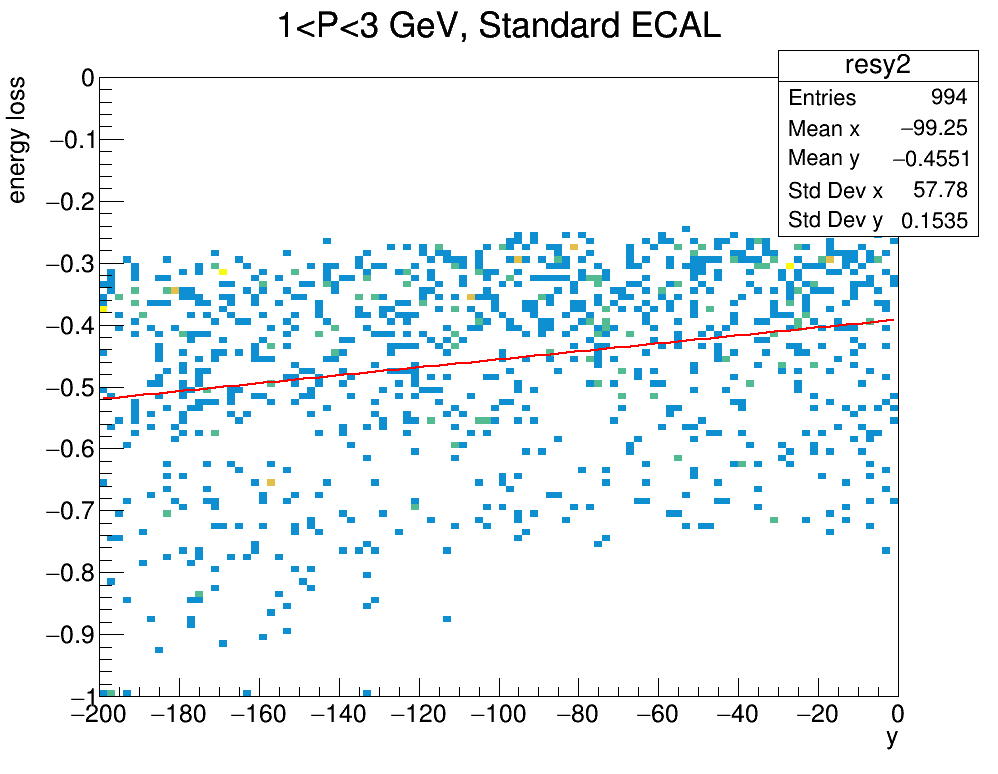 1<P<3 GeV, Standard ECAL
resy2
Entries 994
Mean x −99.25
Mean y −0.4551
Std Dev x 57.78
Std Dev y 0.1535
energy loss
0
−0.1
−0.2
−0.3
−0.4
−0.5
−0.6
−0.7
−0.8
−0.9
−1
−200 −180 −160 −140 −120 −100 −80 −60 −40 −20 0
y